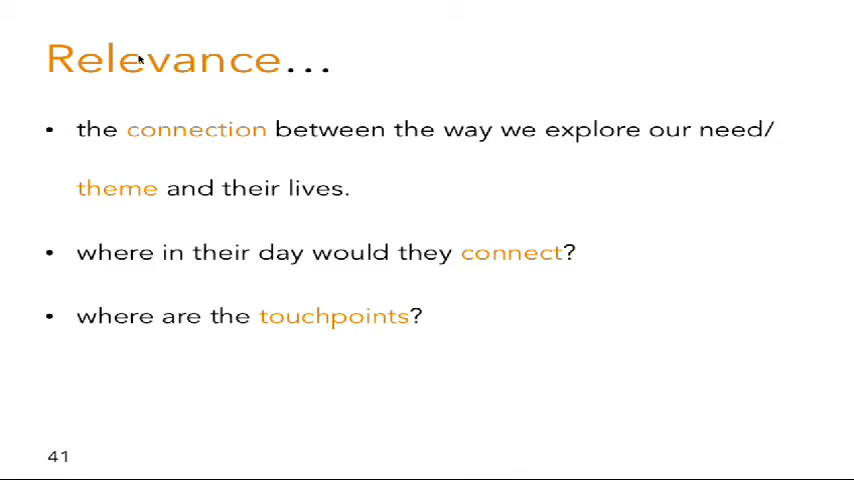 Relevance...
• the connection between the way we explore our need/
theme and their lives.
• where in their day would they connect?
• where are the touchpoints?
41